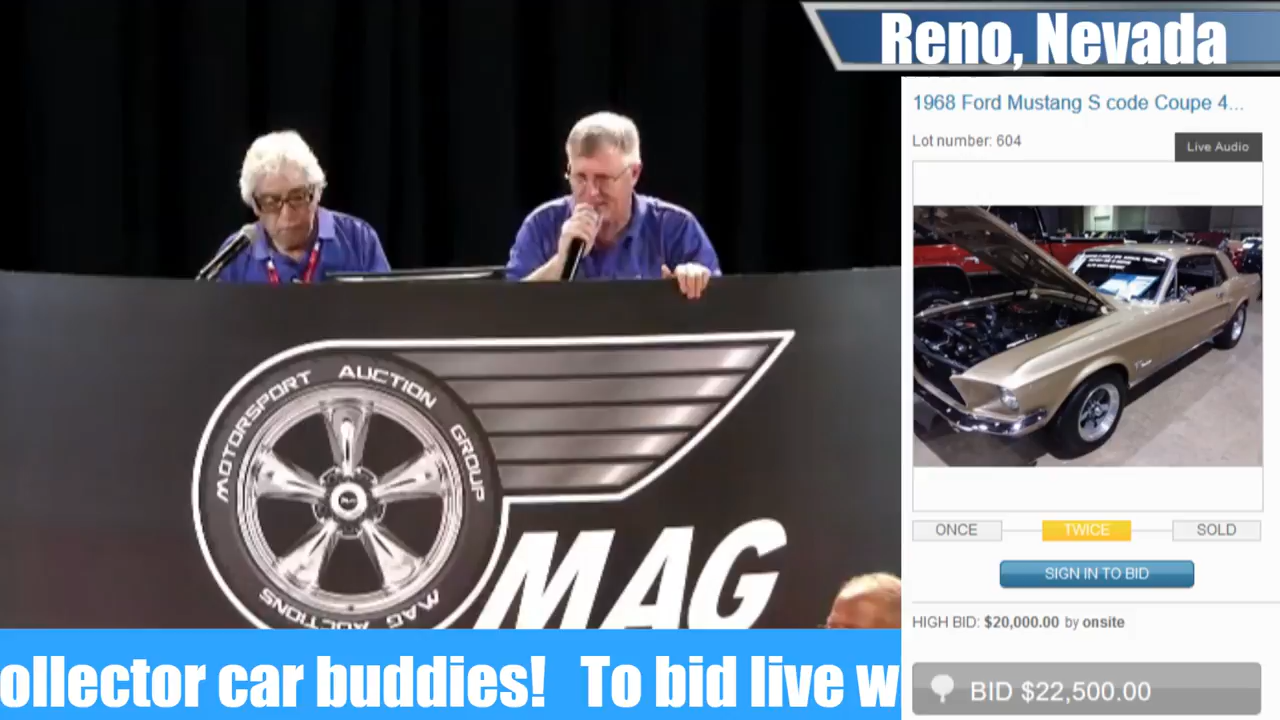 Reno, Nevada
1968 Ford Mustang S code Coupe 4...
Lot number: 604
Live Audio
ONCE
TWICE
SOLD
SIGN IN TO BID
HIGH BID: $20,000.00 by onsite
BID $22,500.00
MOTORSPORT AUCTION GROUP
MAG AUCTIONS
MAG
ollector car buddies! To bid live w